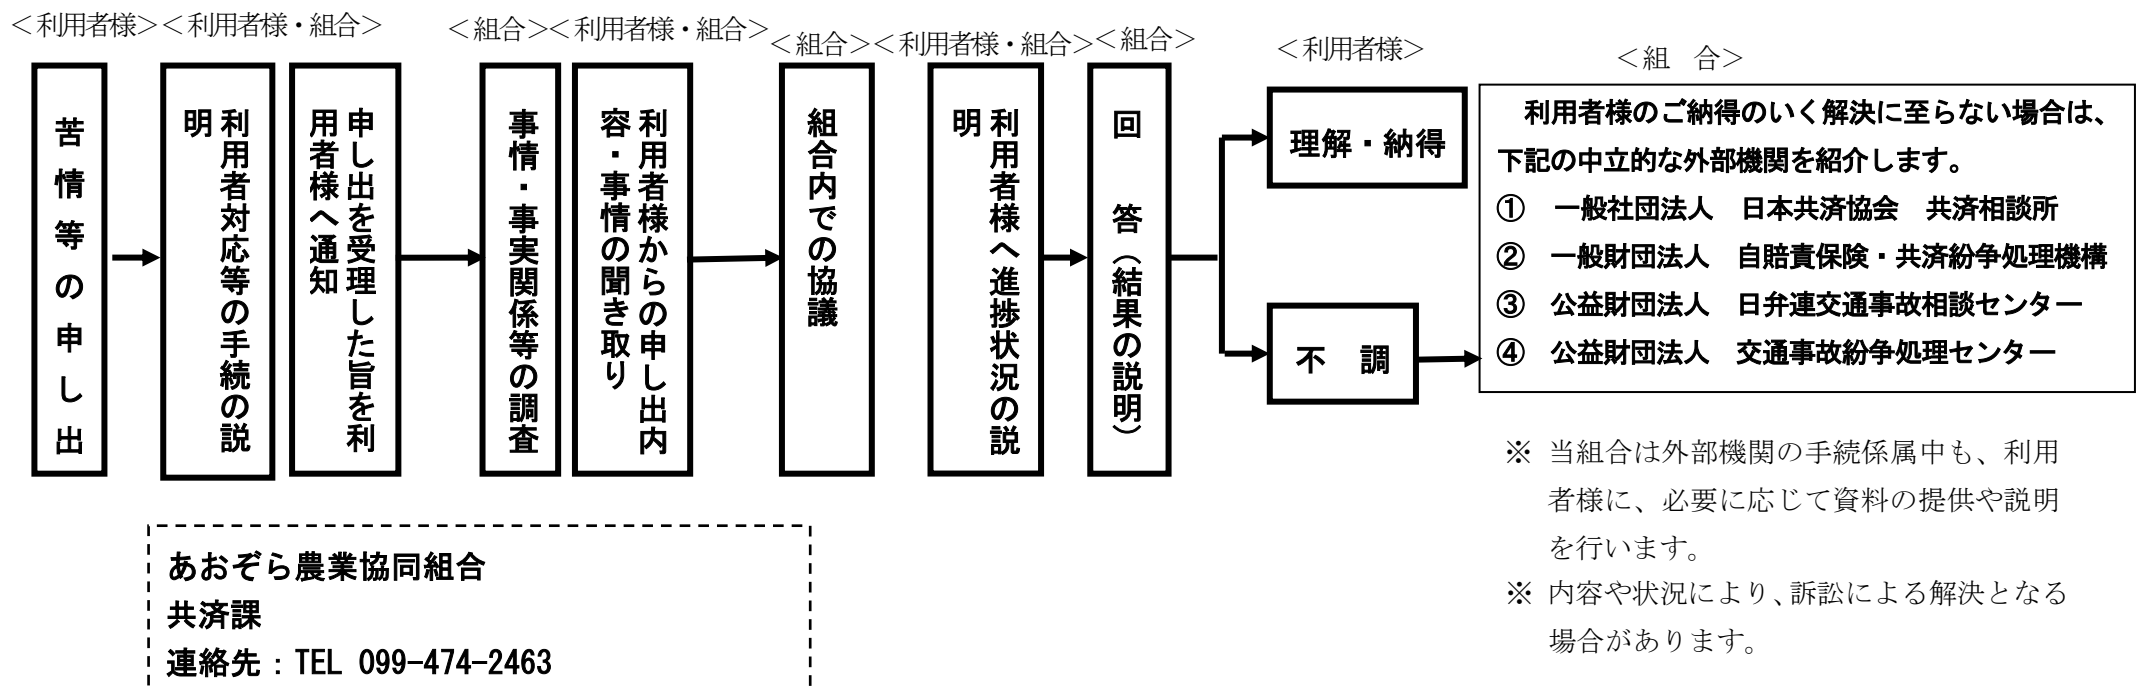 ＜利用者様＞
＜利用者様・組合＞
＜組合＞
＜利用者様・組合＞
＜組合＞
＜利用者様・組合＞
＜組合＞
＜利用者様＞
＜組　合＞
苦情等の申し出
利用者対応等の手続の説
明
申し出を受理した旨を利
用者様へ通知
事情・事実関係等の調査
利用者様からの申し出内
容・事情の聞き取り
組合内での協議
利用者様へ進捗状況の説
明
回　答（結果の説明）
理解・納得
不　調
利用者様のご納得のいく解決に至らない場合は、
下記の中立的な外部機関を紹介します。
①　一般社団法人　日本共済協会　共済相談所
②　一般財団法人　自賠責保険・共済紛争処理機構
③　公益財団法人　日弁連交通事故相談センター
④　公益財団法人　交通事故紛争処理センター
※ 当組合は外部機関の手続係属中も、利用
者様に、必要に応じて資料の提供や説明
を行います。
※ 内容や状況により、訴訟による解決となる
場合があります。
あおぞら農業協同組合
共済課
連絡先：TEL 099-474-2463